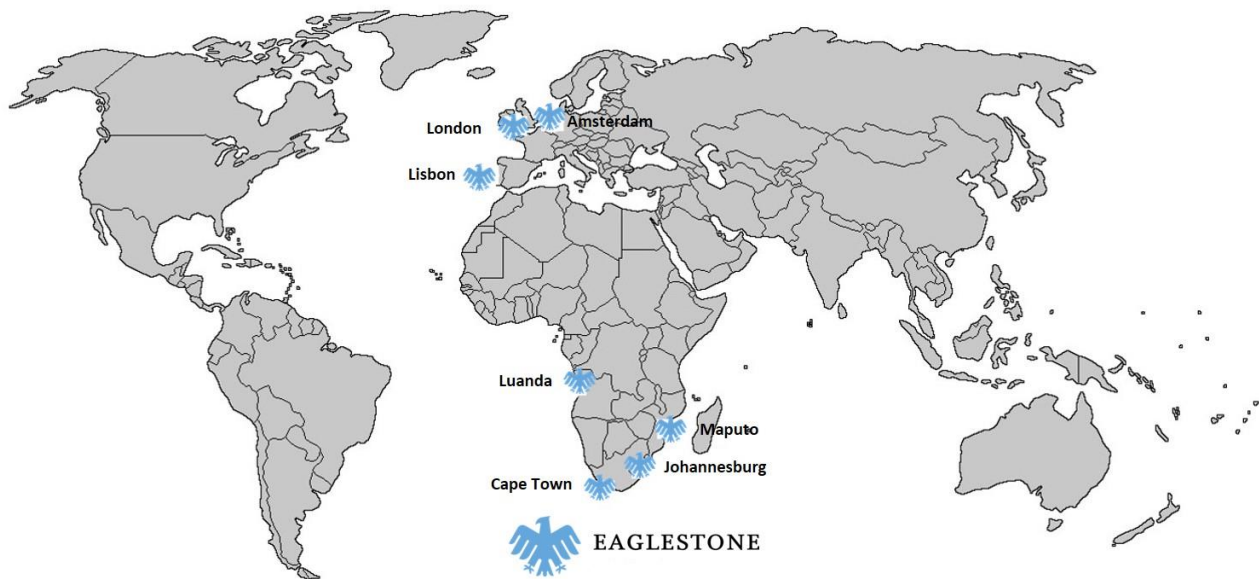 London
Amsterdam
Lisbon
Luanda
Maputo
Johannesburg
Cape Town
EAGLESTONE